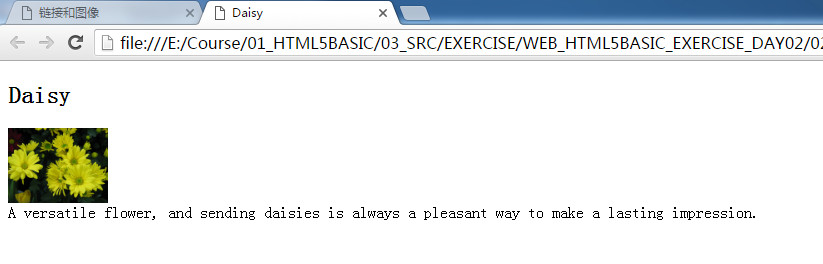 链接和图像
Daisy
file:///E:/Course/01_HTML5BASIC/03_SRC/EXERCISE/WEB_HTML5BASIC_EXERCISE_DAY02/02
Daisy
A versatile flower, and sending daisies is always a pleasant way to make a lasting impression.